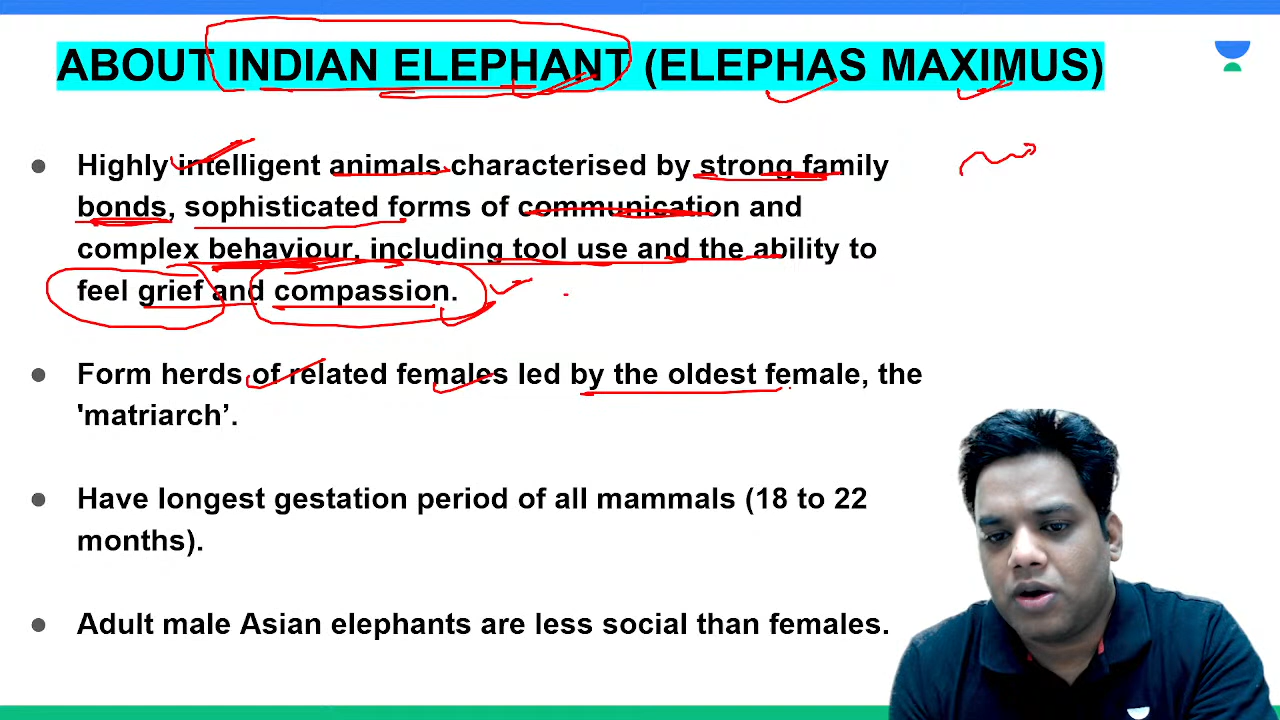 ABOUT INDIAN ELEPHANT (ELEPHAS MAXIMUS)
● Highly intelligent animals characterised by strong family
bonds, sophisticated forms of communication and
complex behaviour, including tool use and the ability to
feel grief and compassion.
● Form herds of related females led by the oldest female, the
'matriarch’.
● Have longest gestation period of all mammals (18 to 22
months).
● Adult male Asian elephants are less social than females.